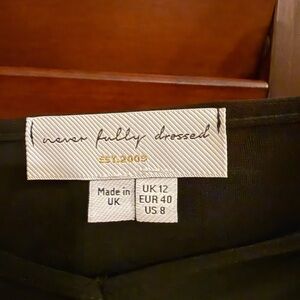 never fully dressed
EST.2009
Made in
UK
UK 12
EUR 40
US 8